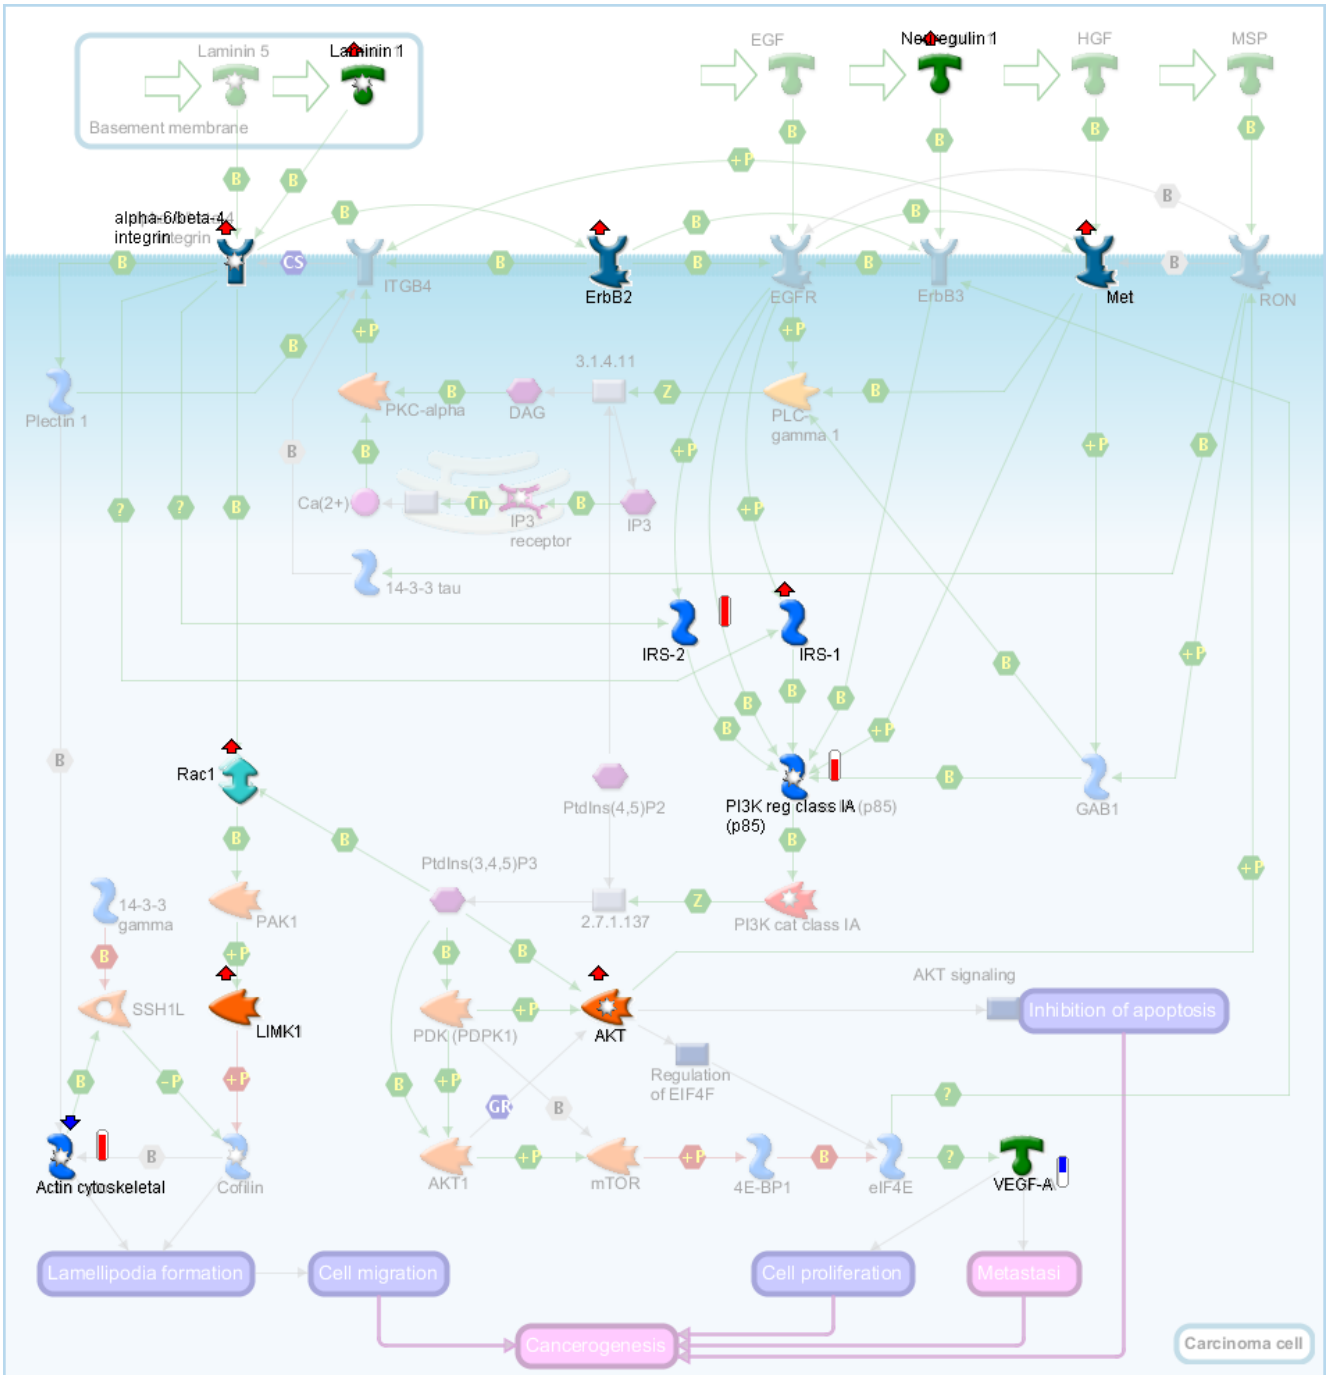 Laminin 5
Laminin 1
Basement membrane
EGF
Neuregulin 1
HGF
MSP
B
B
B
B
B
B
+P
B
B
B
B
B
alpha-6/beta-4
integrin
B
CS
ITGB4
B
ErbB2
B
EGFR
B
ErbB3
Met
B
RON
B
+P
+P
3.1.4.11
Plectin 1
PKC-alpha
B
DAG
Z
PLC-
gamma 1
B
B
B
+P
+P
B
?
?
B
Ca(2+)
Tn
IP3
receptor
B
IP3
+P
14-3-3 tau
IRS-2
IRS-1
B
+P
B
B
B
B
+P
B
Rac1
PtdIns(4,5)P2
PI3K reg class IA (p85)
(p85)
B
GAB1
B
B
B
PtdIns(3,4,5)P3
+P
14-3-3
gamma
PAK1
2.7.1.137
Z
PI3K cat class IA
B
+P
B
B
AKT signaling
SSH1L
LIMK1
PDK (PDPK1)
+P
AKT
Inhibition of apoptosis
Regulation
of EIF4F
B
-P
+P
B
+P
GR
B
?
Actin cytoskeletal
B
Cofilin
AKT1
+P
mTOR
+P
4E-BP1
B
eIF4E
?
VEGF-A
Lamellipodia formation
Cell migration
Cell proliferation
Metastasi
Cancerogenesis
Carcinoma cell